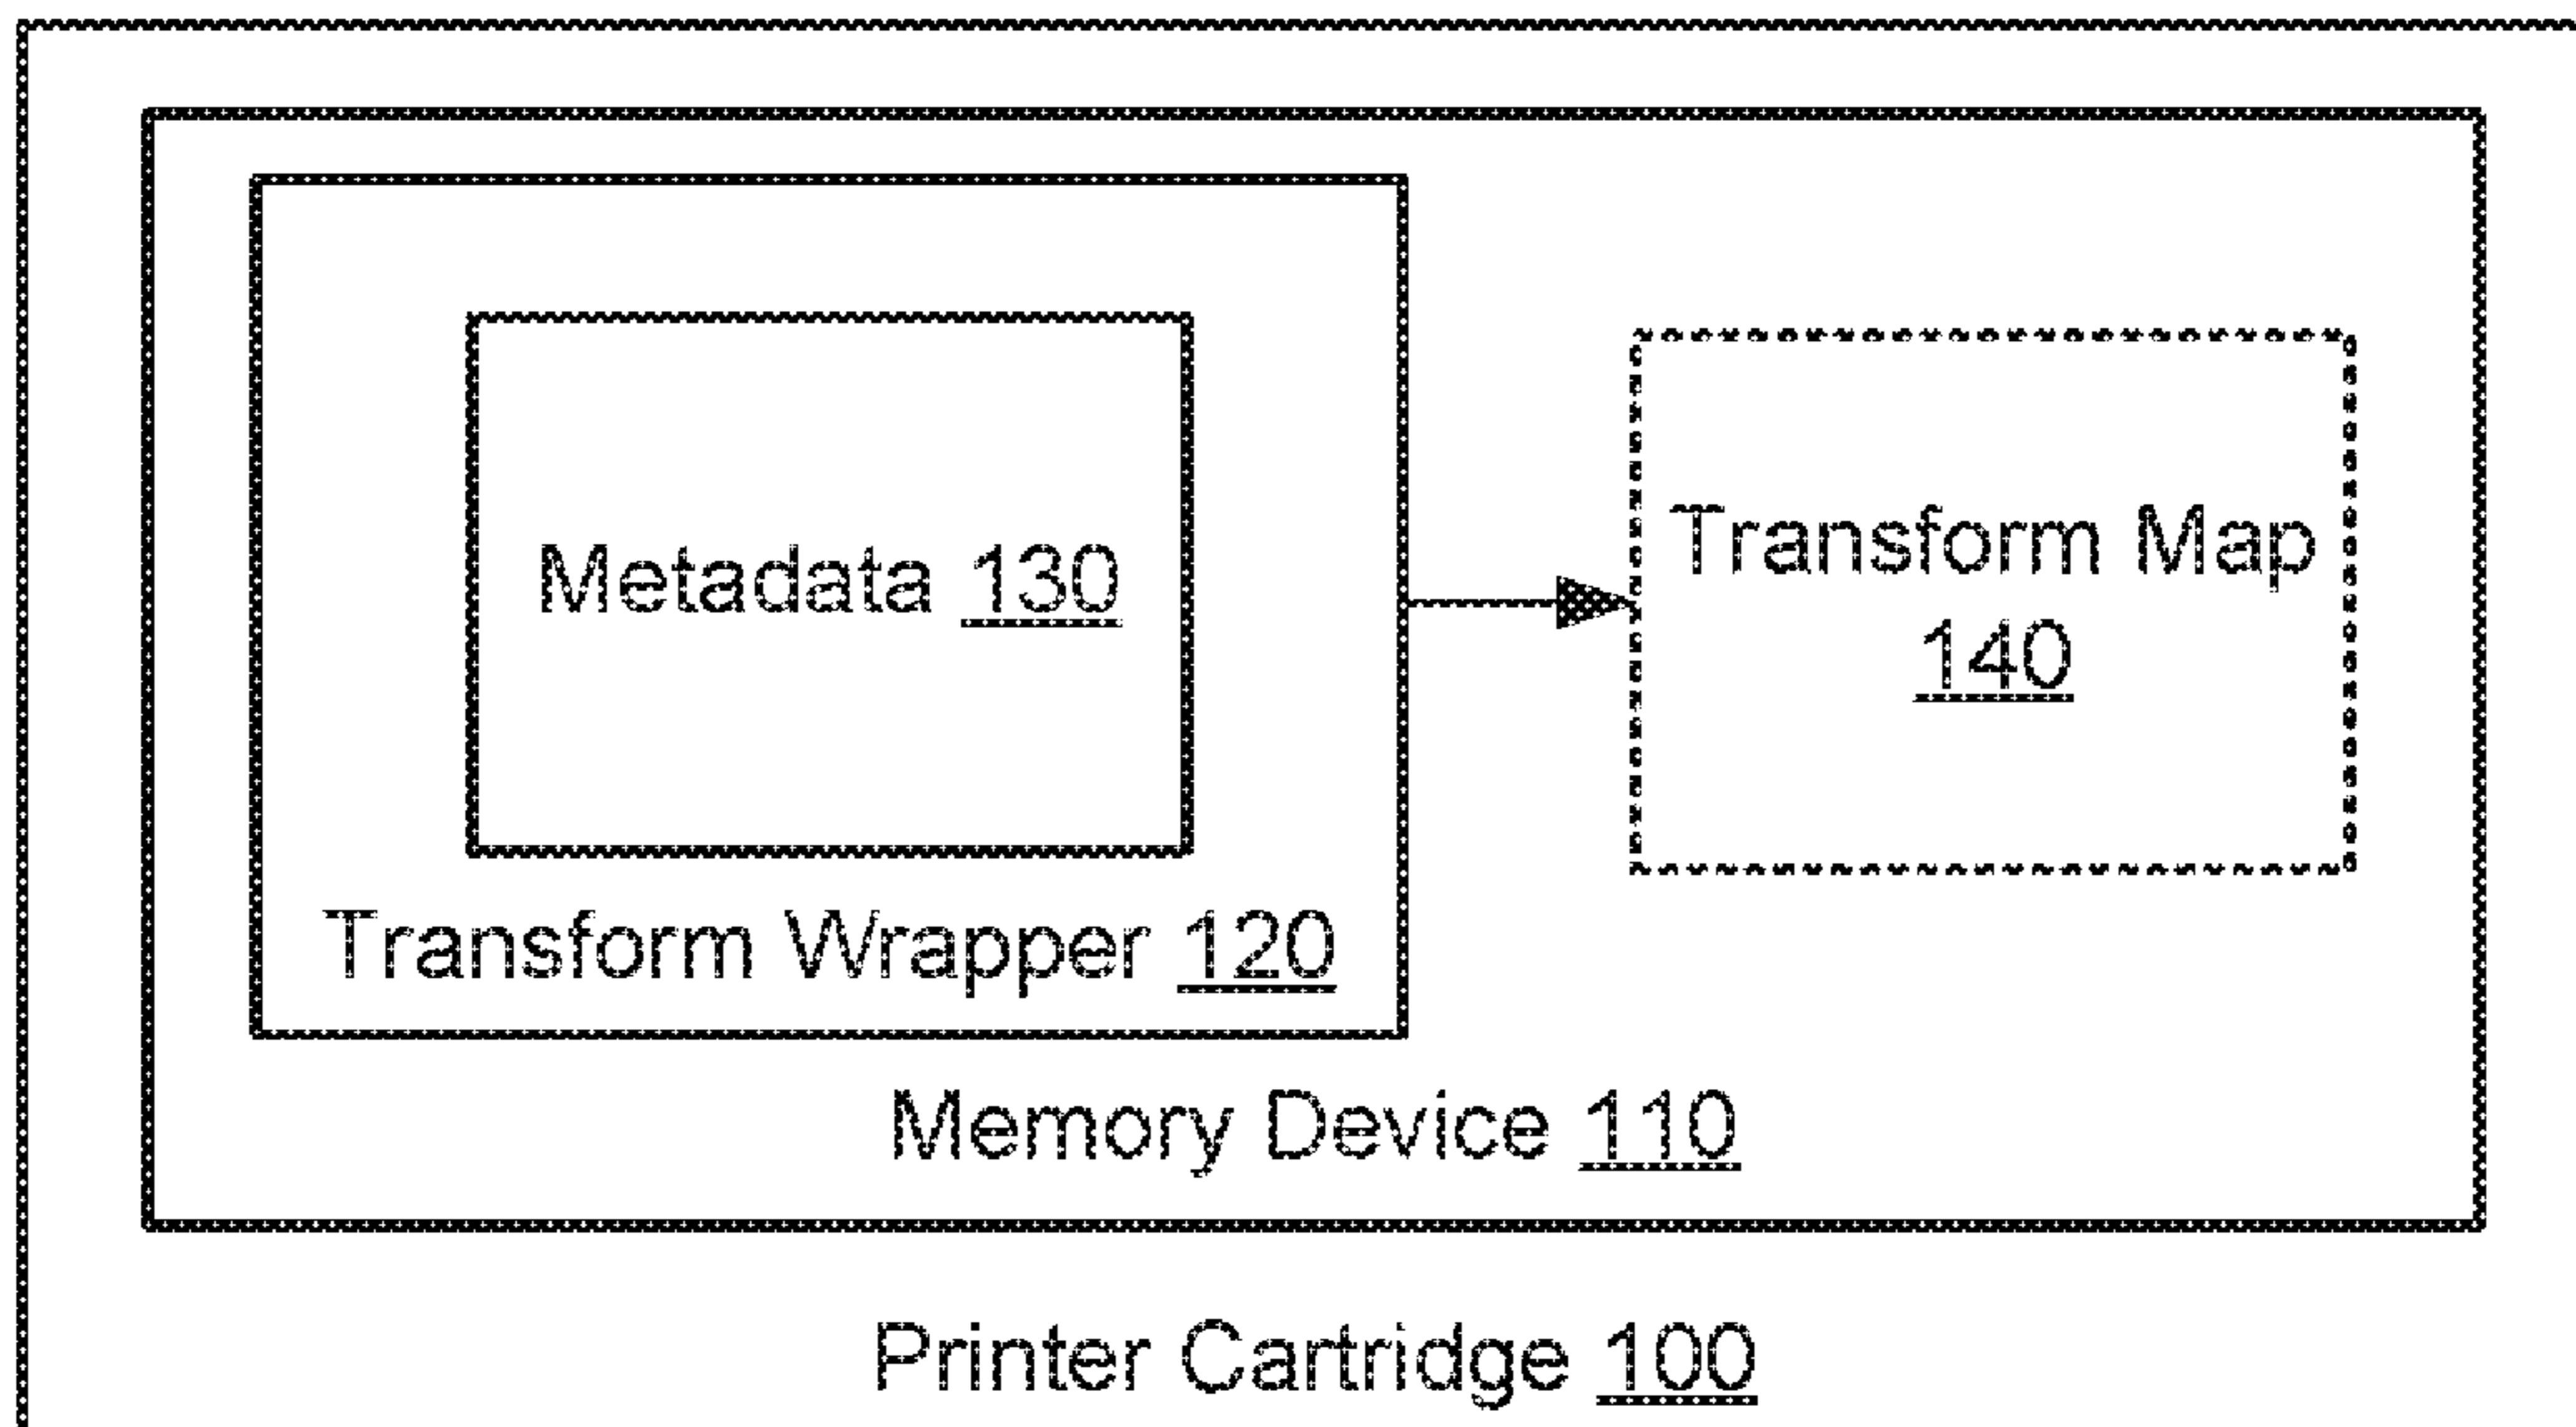 Metadata 130
Transform Map
140
Transform Wrapper 120
Memory Device 110
Printer Cartridge 100